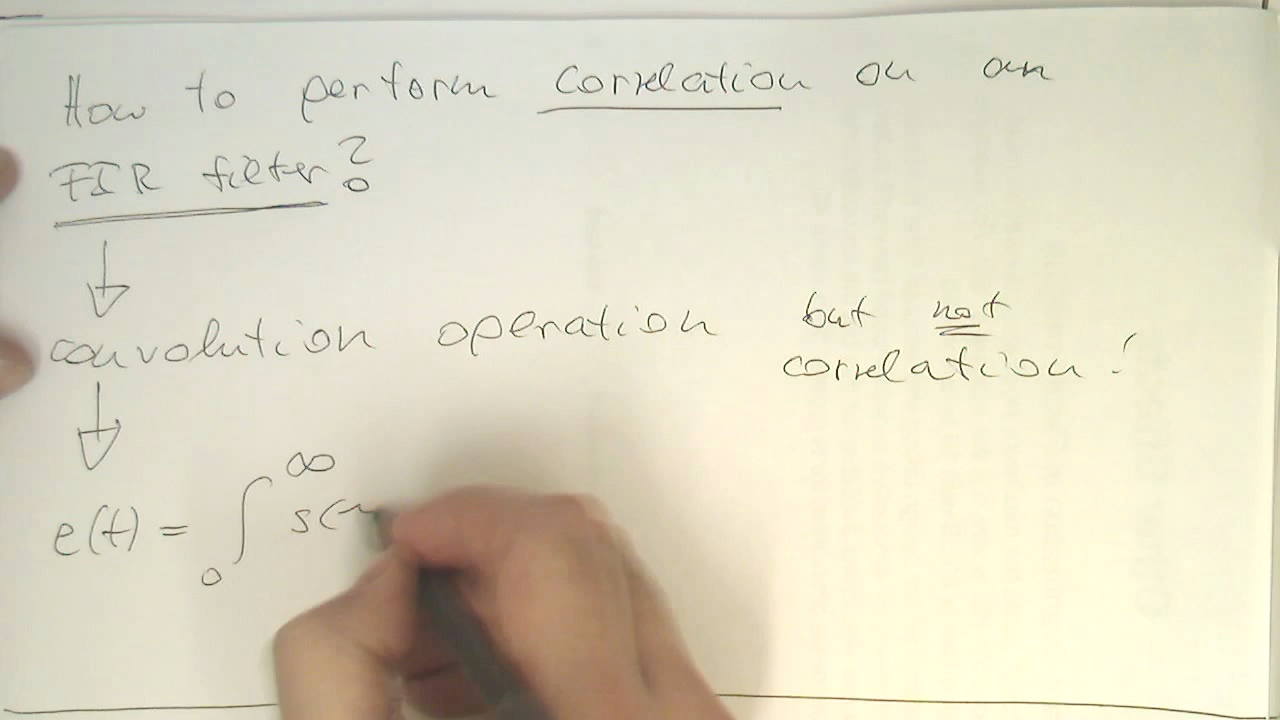 How to perform correlation on an
FIR filter?
convolution operation but not
correlation!
e(t) = ∫₀^∞ s(